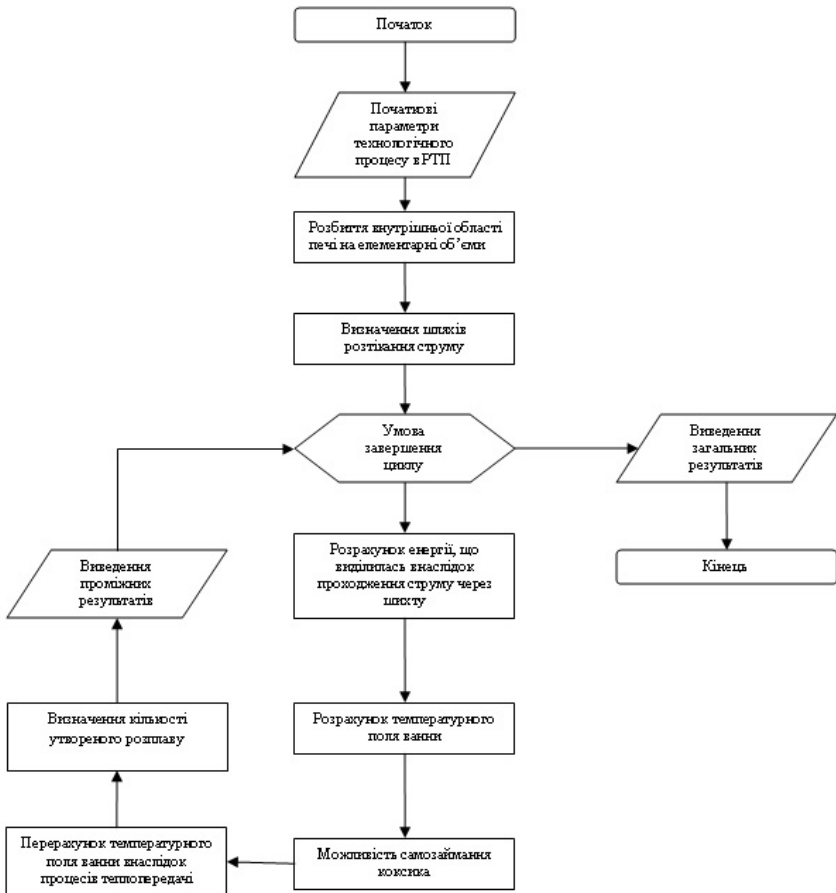 Початок
Початкові
параметри
технологічного
процесу в РТП
Розбиття внутрішньої області
печі на елементарні об’єми
Визначення шляхів
розтікання струму
Умова
завершення
циклу
Виведення
загальних
результатів
Кінець
Розрахунок енергії, що
виділилась внаслідок
проходження струму через
шихту
Розрахунок температурного
поля ванни
Можливість самозаймання
коксика
Перерахунок температурного
поля ванни внаслідок
процесів теплопередачі
Визначення кількості
утвореного розплаву
Виведення
проміжних
результатів